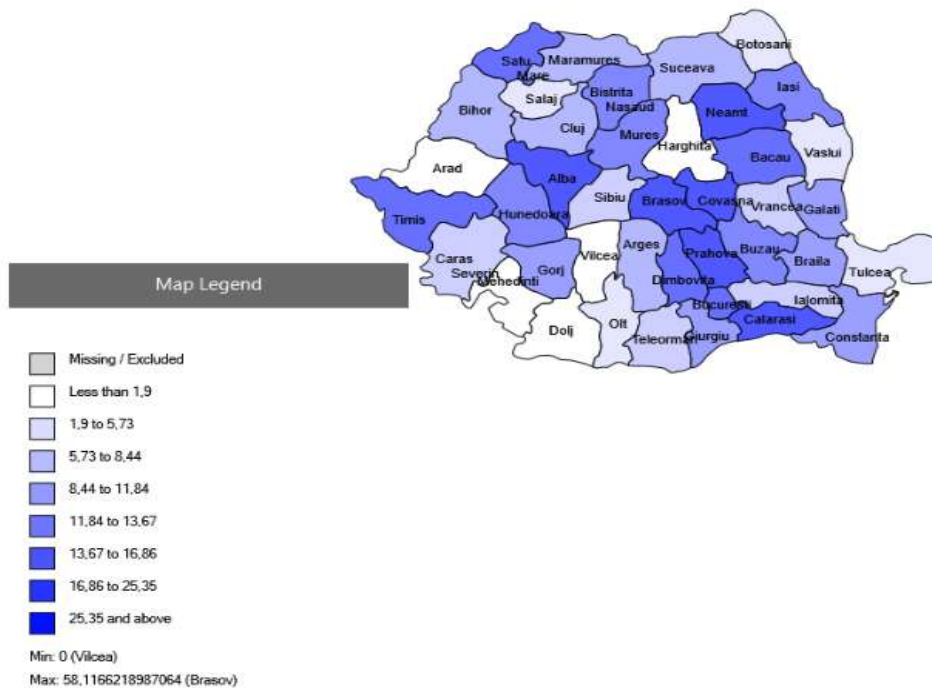 Botosani
Satu
Mare
Maramures
Suceava
Iasi
Salaj
Bistrita
Nasaud
Bihor
Cluj
Neamt
Mures
Harghita
Vaslui
Arad
Bacau
Alba
Sibiu
Brasov
Covasna
Vrancea
Galati
Timis
Hunedoara
Caras
Severin
Vilcea
Arges
Prahova
Buzau
Braila
Tulcea
Gorj
Mehedinti
Dimbovita
Bucuresti
Ialomita
Dolj
Olt
Teleorman
Giurgiu
Calarasi
Constanta
Map Legend
Missing / Excluded
Less than 1,9
1,9 to 5,73
5,73 to 8,44
8,44 to 11,84
11,84 to 13,67
13,67 to 16,86
16,86 to 25,35
25,35 and above
Min: 0 (Vilcea)
Max: 58,1166218987064 (Brasov)